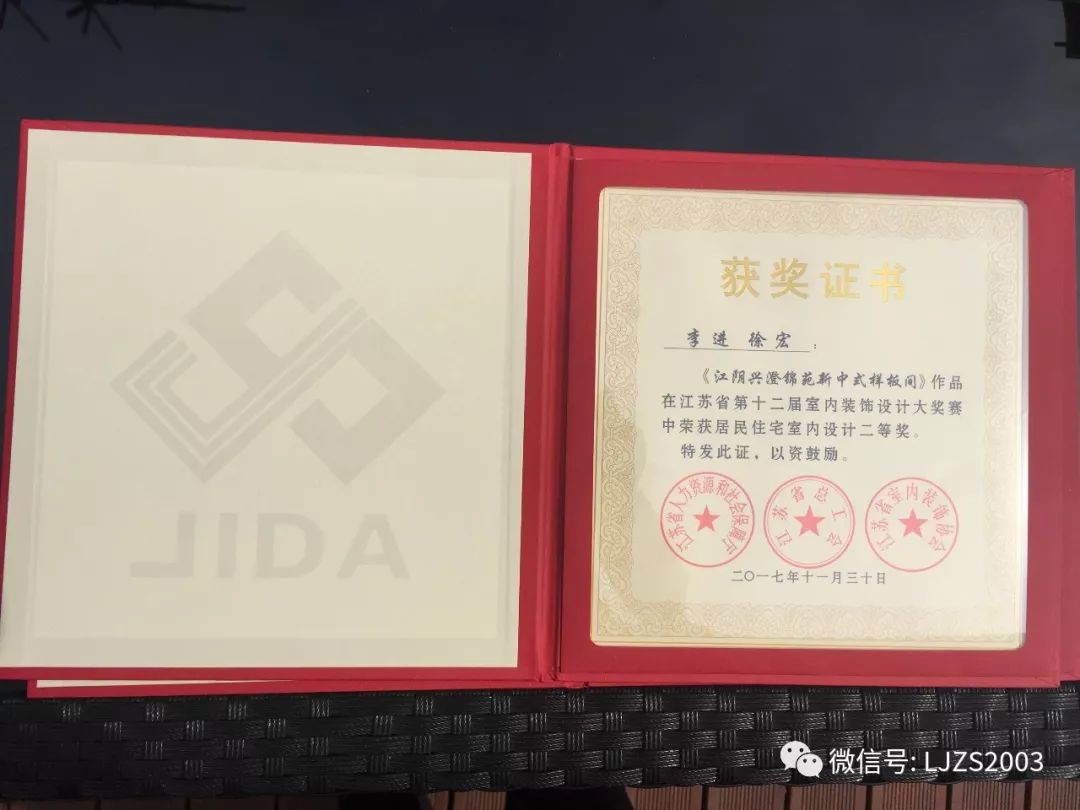 JIDA
获奖证书
李进 徐宏：
《江阴兴澄锦苑新中式样板间》作品
在江苏省第十二届室内装饰设计大奖赛
中荣获居民住宅室内设计二等奖。
特发此证，以资鼓励。
江苏省人力资源和社会保障厅
江苏省总工会
江苏省室内装饰协会
二〇一七年十一月三十日
微信号: LJZS2003